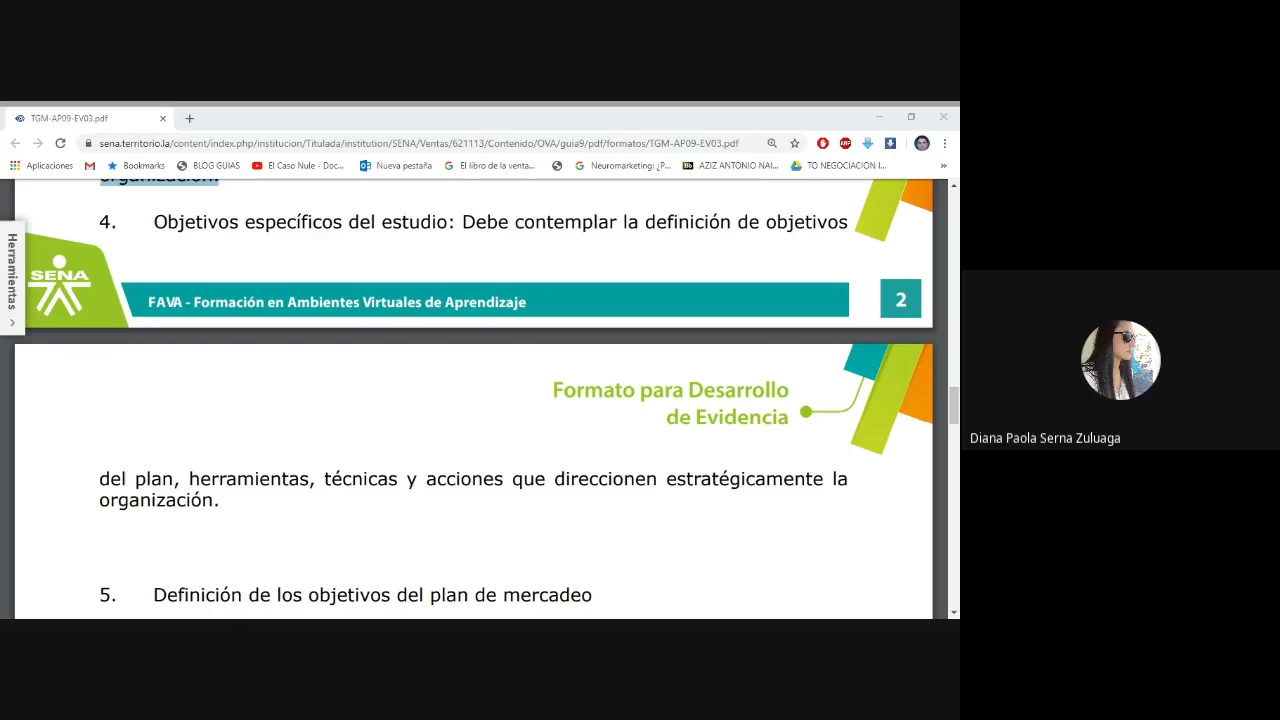 TGM-AP09-EV03.pdf
sena.territorio.la/content/index.php/institucion/Titulada/institution/SENA/Ventas/621113/Contenido/OVA/guia9/pdf/formatos/TGM-AP09-EV03.pdf
Aplicaciones Bookmarks BLOG GUIAS El Caso Nule - Doc... Nueva pestaña El libro de la venta... Neuromarketing: ¿P... AZIZ ANTONIO NAI... TO NEGOCIACION I... »
organización.
4. Objetivos específicos del estudio: Debe contemplar la definición de objetivos
Herramientas
SENA
FAVA - Formación en Ambientes Virtuales de Aprendizaje 2
Formato para Desarrollo
de Evidencia
del plan, herramientas, técnicas y acciones que direccionen estratégicamente la
organización.
5. Definición de los objetivos del plan de mercadeo
Diana Paola Serna Zuluaga